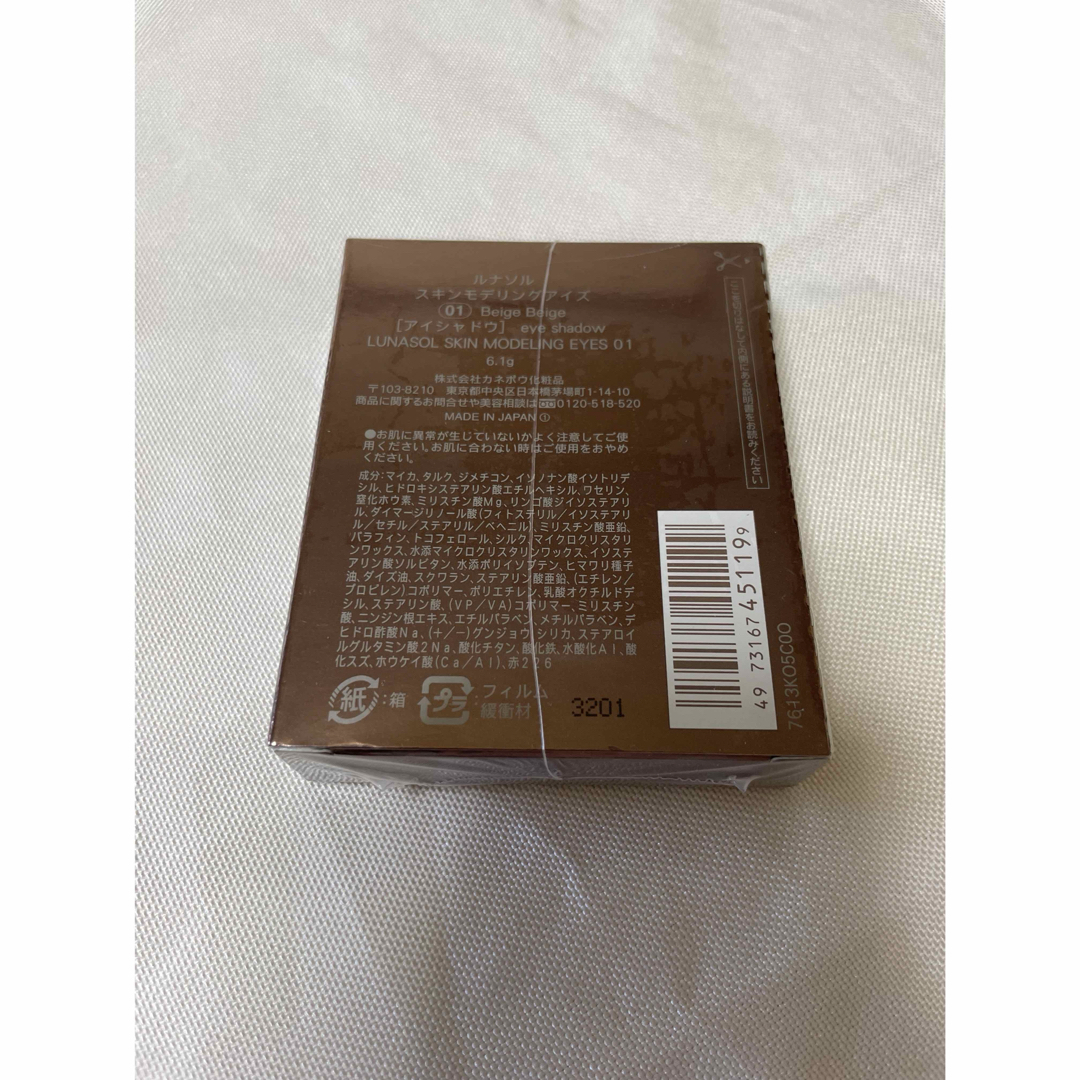 ルナソル
スキンモデリングアイズ
01 Beige Beige
[アイシャドウ] eye shadow
LUNASOL SKIN MODELING EYES 01
6.1g
株式会社カネボウ化粧品
〒103-8210 東京都中央区日本橋茅場町1-14-10
商品に関するお問合せや美容相談は 0120-518-520
MADE IN JAPAN ①
●お肌に異常が生じていないかよく注意してご使
用ください。お肌に合わない時はご使用をおやめ
ください。
成分:マイカ、タルク、ジメチコン、イソノナン酸イソトリデ
シル、ヒドロキシステアリン酸エチルヘキシル、ワセリン、
窒化ホウ素、ミリスチン酸Mg、リンゴ酸ジイソステアリ
ル、ダイマージリノール酸(フィトステリル/イソステアリ
ル/セチル/ステアリル/ベヘニル)、ミリスチン酸亜鉛、
パラフィン、トコフェロール、シルク、マイクロクリスタリ
ンワックス、水添マイクロクリスタリンワックス、イソステ
アリン酸ソルビタン、水添ポリイソブテン、ヒマワリ種子
油、ダイズ油、スクワラン、ステアリン酸亜鉛、(エチレン/
プロピレン)コポリマー、ポリエチレン、乳酸オクチルドデ
シル、ステアリン酸、(VP/VA)コポリマー、ミリスチン
酸、ニンジン根エキス、エチルパラベン、メチルパラベン、デ
ヒドロ酢酸Na、(+/−)グンジョウ、シリカ、ステアロイ
ルグルタミン酸2Na、酸化チタン、酸化鉄、水酸化Al、酸
化スズ、ホウケイ酸(Ca/Al)、赤226
紙 :箱
プラ :フィルム
緩衝材
3201
4973167451199
76413KO5C0O